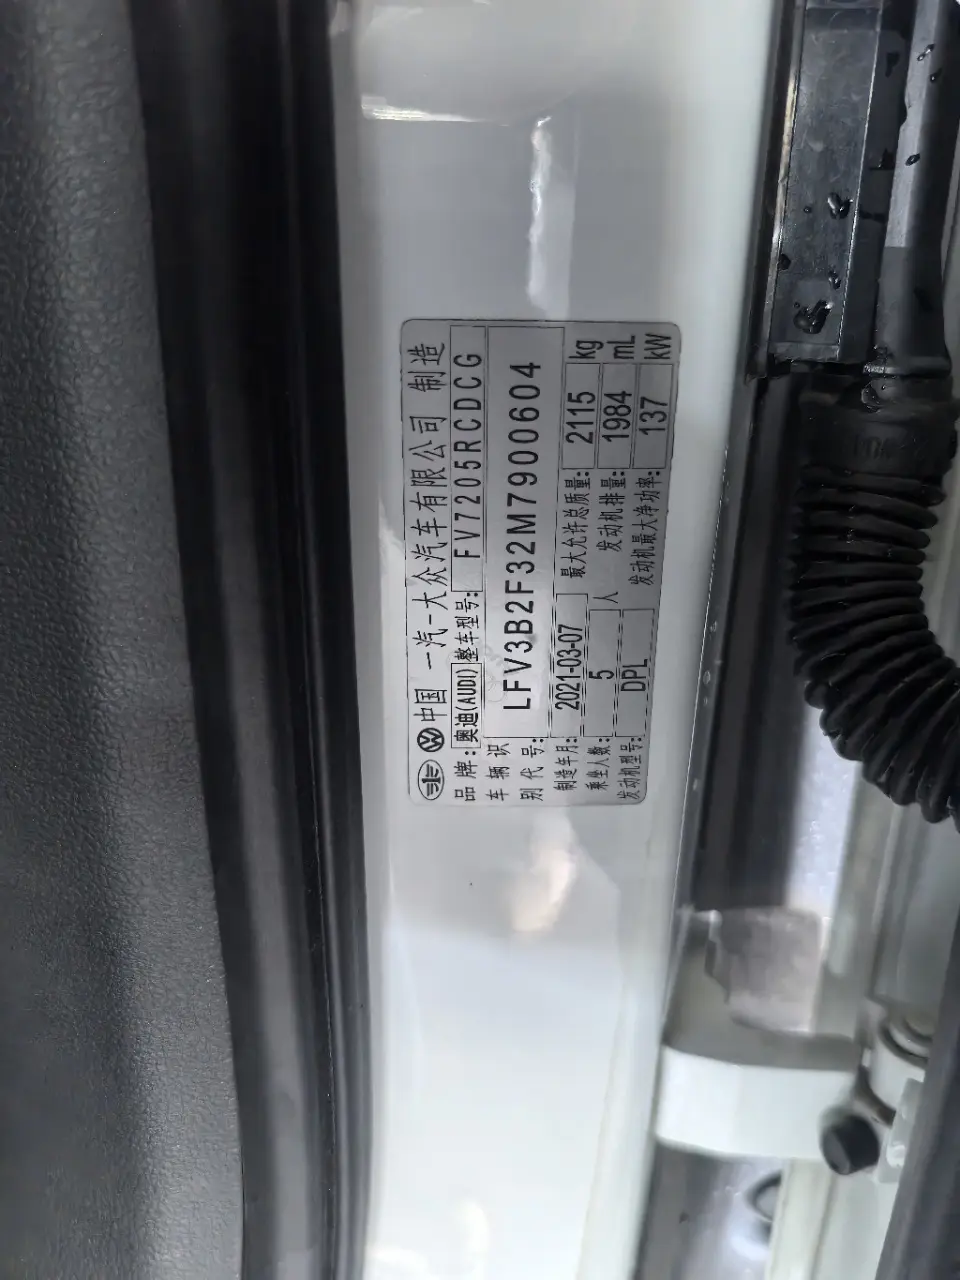 中国 一汽-大众汽车有限公司 制造
品牌: 奥迪(AUDI) 整车型号: FV7205RCDCG
车辆识别代号: LFV3B2F32M7900604
制造年月: 2021-03-07 最大允许总质量: 2115 kg
乘坐人数: 5 人 发动机排量: 1984 mL
发动机型号: DPL 发动机最大净功率: 137 kW